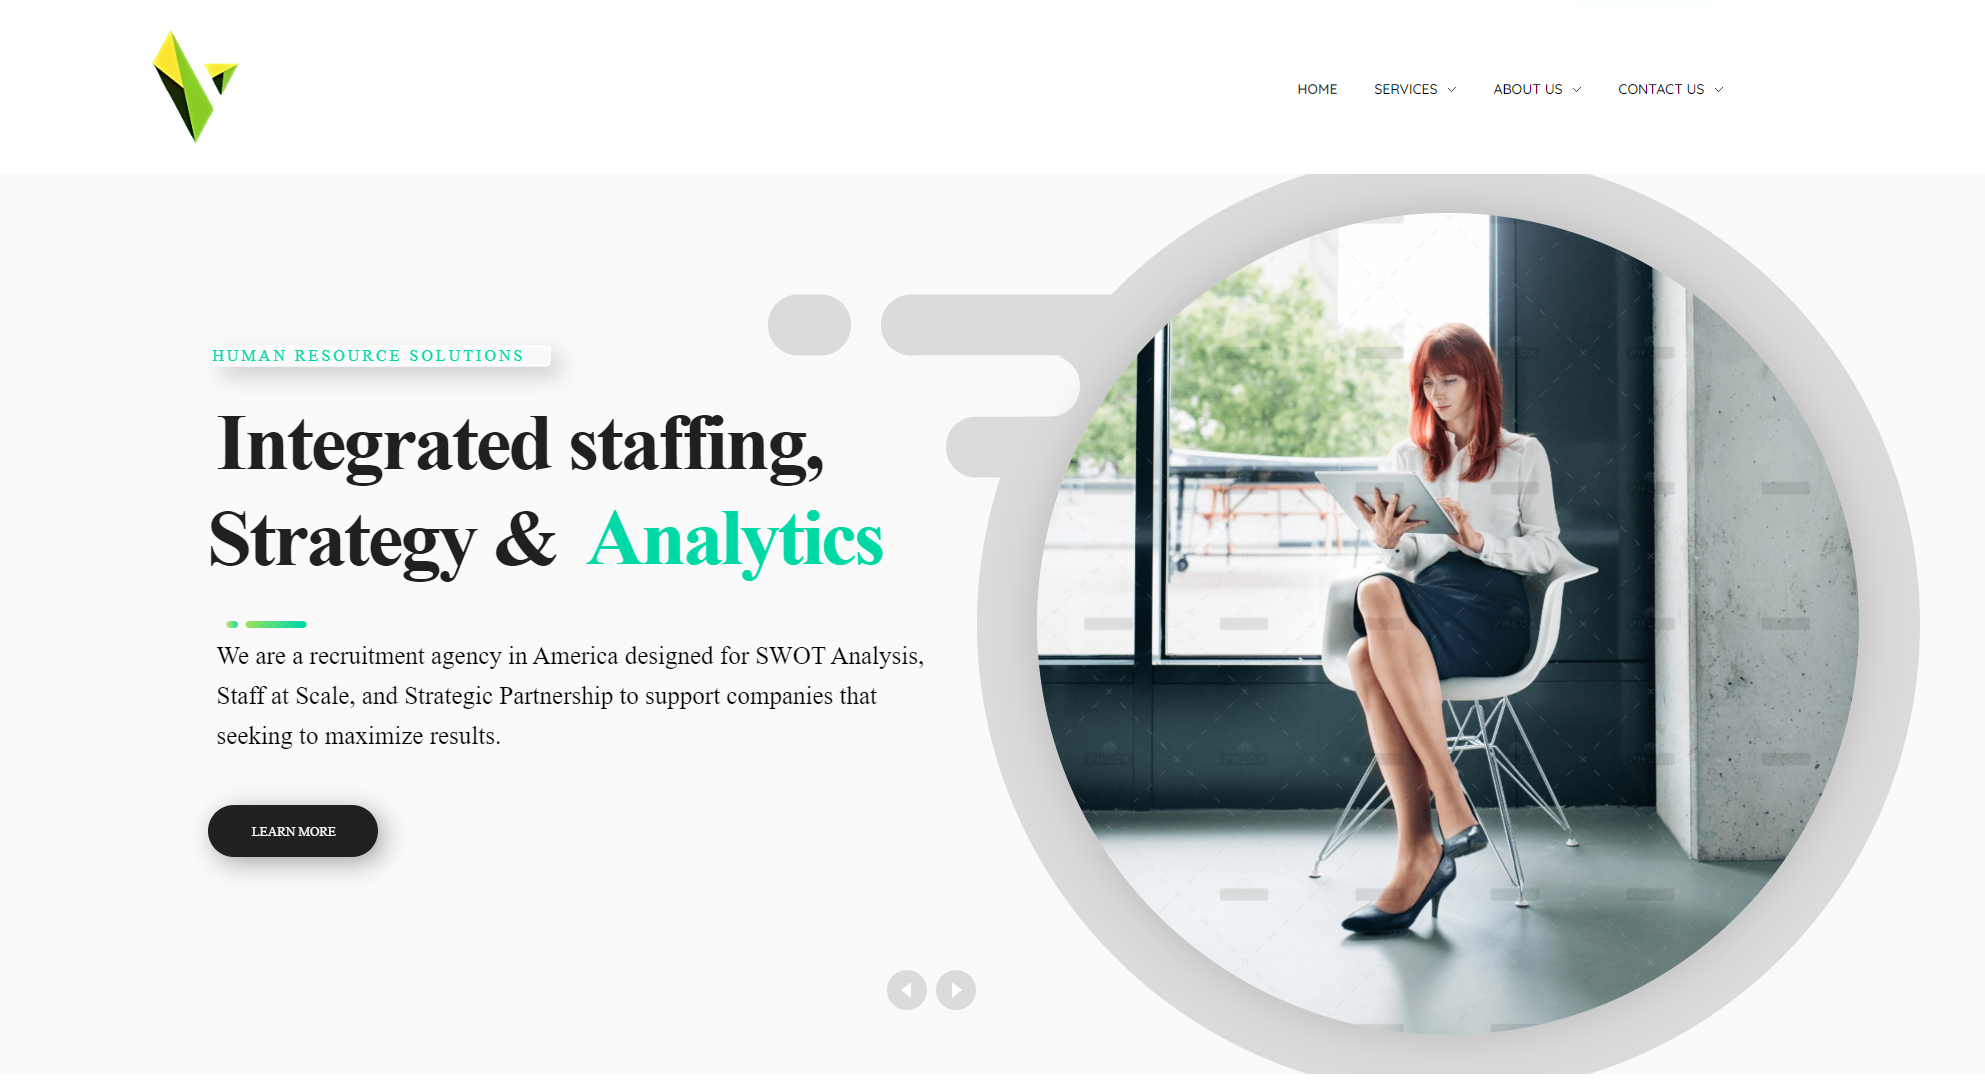 HOME SERVICES ABOUT US CONTACT US
HUMAN RESOURCE SOLUTIONS
Integrated staffing,
Strategy & Analytics
We are a recruitment agency in America designed for SWOT Analysis,
Staff at Scale, and Strategic Partnership to support companies that
seeking to maximize results.
LEARN MORE